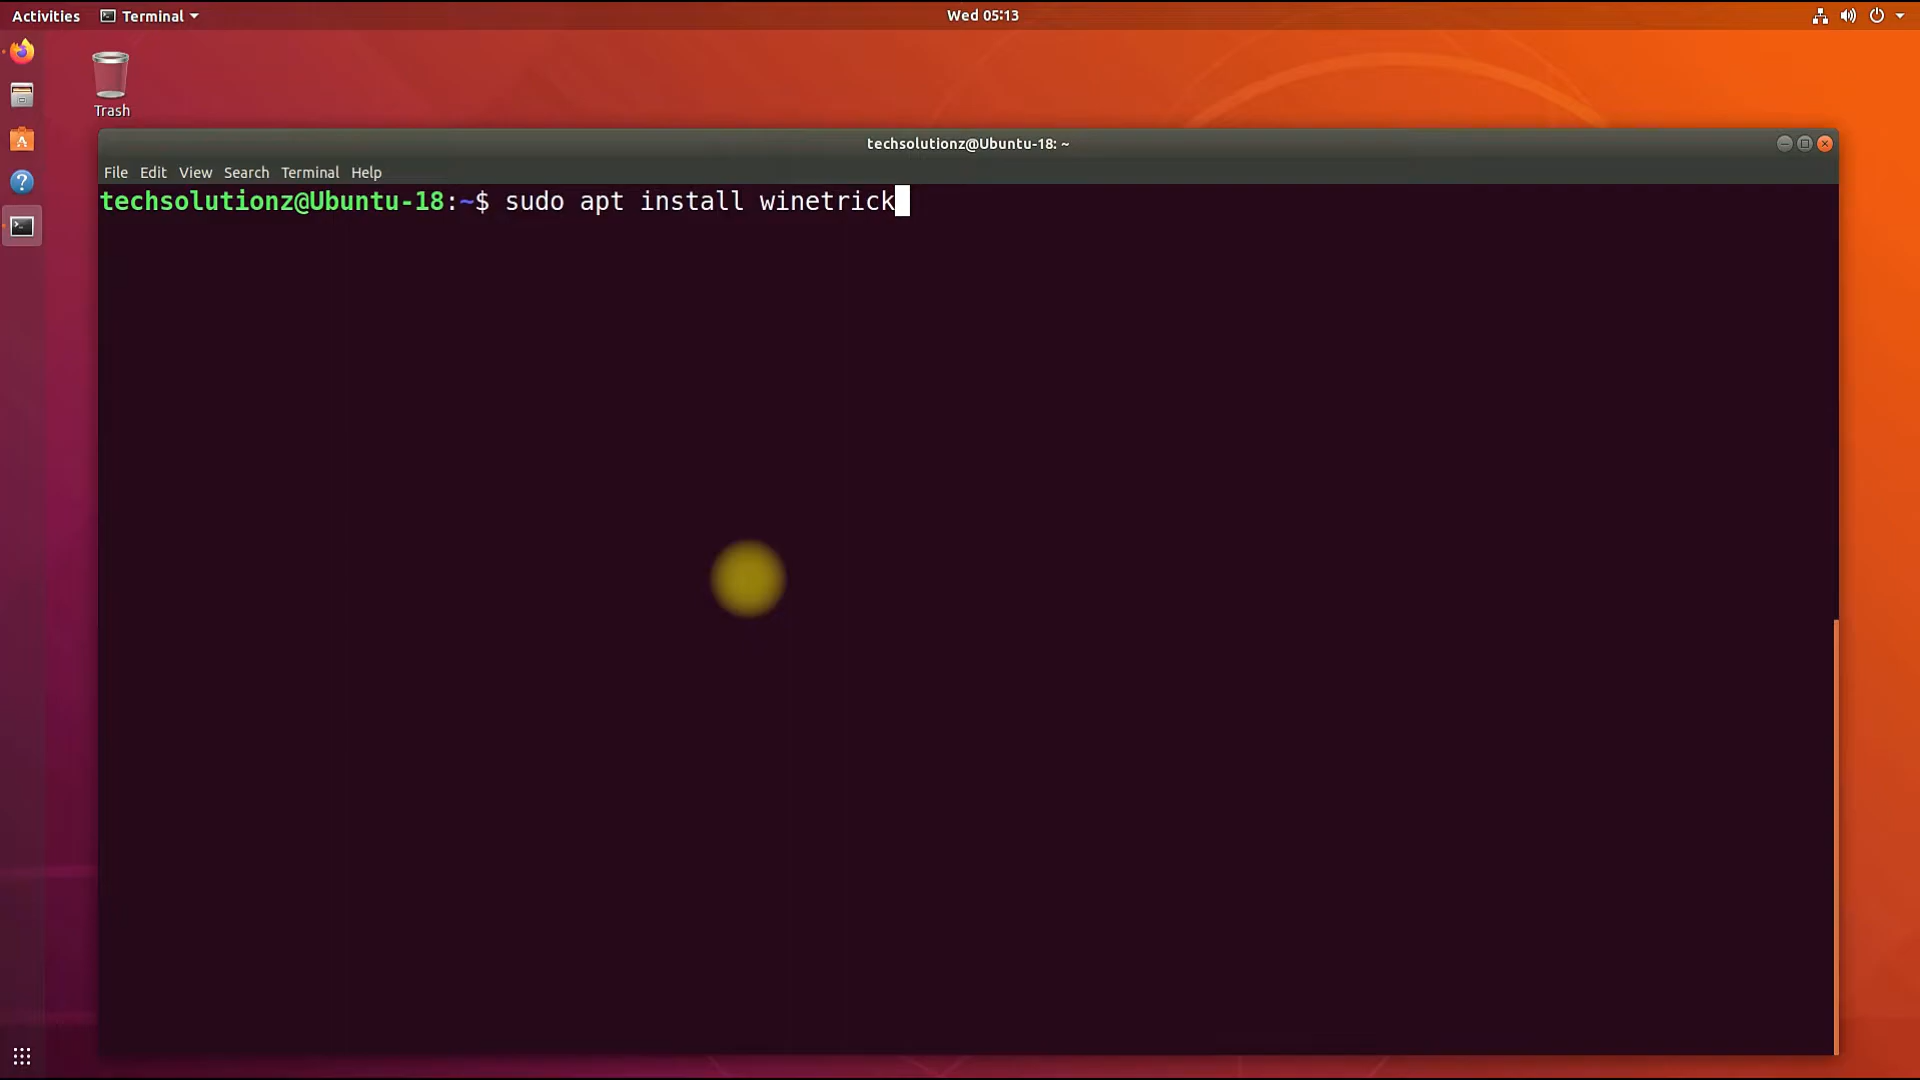 Activities Terminal Wed 05:13
Trash
techsolutionz@Ubuntu-18: ~
File Edit View Search Terminal Help
techsolutionz@Ubuntu-18:~$ sudo apt install winetrick